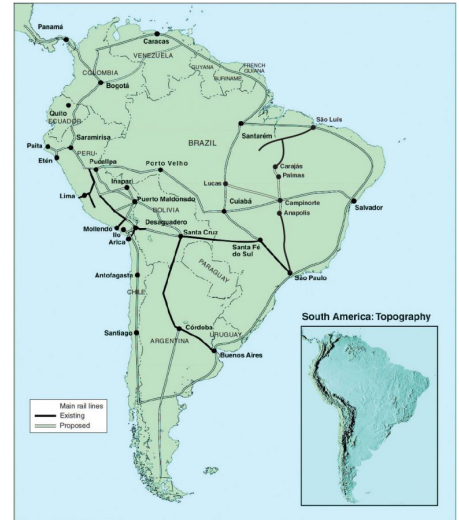 Panamá
Caracas
VENEZUELA
GUYANA
SURINAME
FRENCH
GUIANA
COLOMBIA
Bogotá
Quito
ECUADOR
Saramirisa
Paita
Etén
PERU
Pucallpa
Porto Velho
BRAZIL
Santarém
São Luís
Carajás
Palmas
Iñapari
Lucas
Campinorte
Lima
Puerto Maldonado
BOLIVIA
Cuiabá
Anapolis
Salvador
Desaguadero
Mollendo
Ilo
Arica
Santa Cruz
Santa Fé
do Sul
PARAGUAY
São Paulo
Antofagasta
CHILE
Santiago
Córdoba
ARGENTINA
URUGUAY
Buenos Aires
South America: Topography
Main rail lines
Existing
Proposed